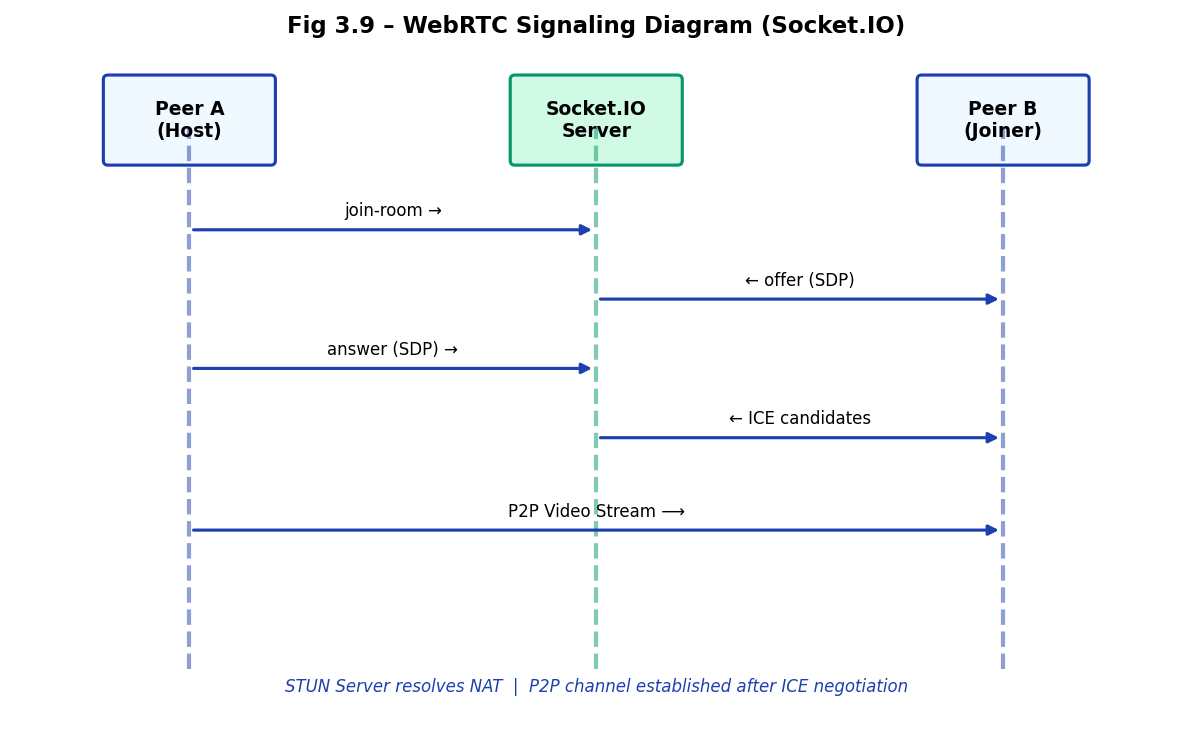 Fig 3.9 – WebRTC Signaling Diagram (Socket.IO)
Peer A
(Host)
Socket.IO
Server
Peer B
(Joiner)
join-room →
← offer (SDP)
answer (SDP) →
← ICE candidates
P2P Video Stream ⟶
STUN Server resolves NAT | P2P channel established after ICE negotiation